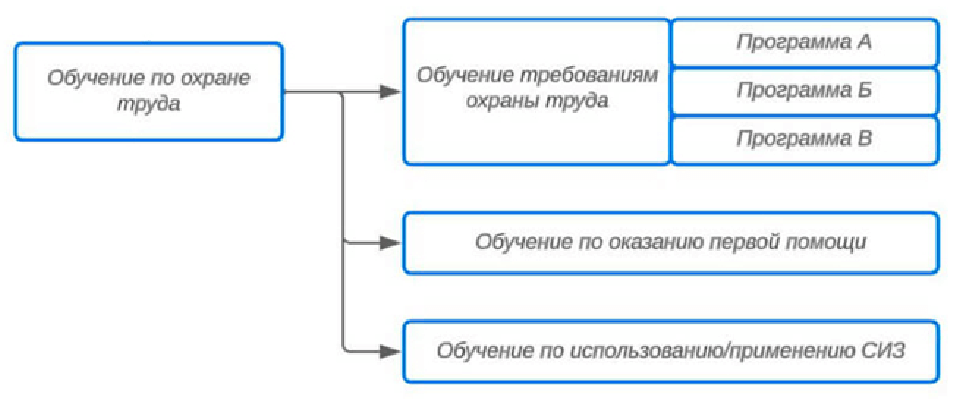 Обучение по охране
труда
Обучение требованиям
охраны труда
Программа А
Программа Б
Программа В
Обучение по оказанию первой помощи
Обучение по использованию/применению СИЗ